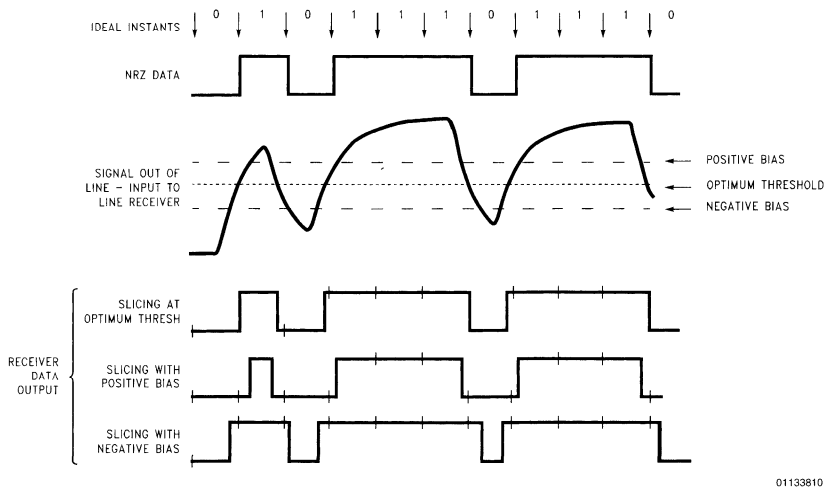 0 1 0 1 1 1 0 1 1 1 0
IDEAL INSTANTS
NRZ DATA
SIGNAL OUT OF
LINE – INPUT TO
LINE RECEIVER
POSITIVE BIAS
OPTIMUM THRESHOLD
NEGATIVE BIAS
RECEIVER
DATA
OUTPUT
SLICING AT
OPTIMUM THRESH
SLICING WITH
POSITIVE BIAS
SLICING WITH
NEGATIVE BIAS
01133810